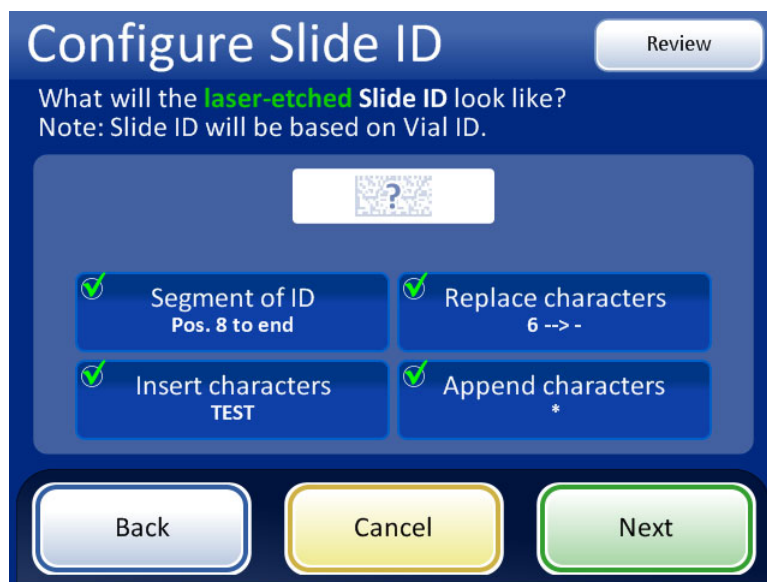 Configure Slide ID
Review
What will the laser-etched Slide ID look like?
Note: Slide ID will be based on Vial ID.
?
Segment of ID
Pos. 8 to end
Replace characters
6 --> -
Insert characters
TEST
Append characters
*
Back
Cancel
Next